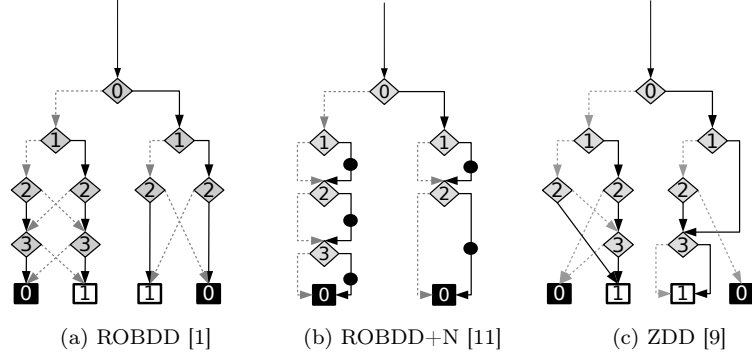 0 0 0
1 1 1 1 1 1
2 2 2 2 2 2 2 2 2
3 3 3 3 3
0 1 1 0 0 0 0 1 1 0
(a) ROBDD [1] (b) ROBDD+N [11] (c) ZDD [9]